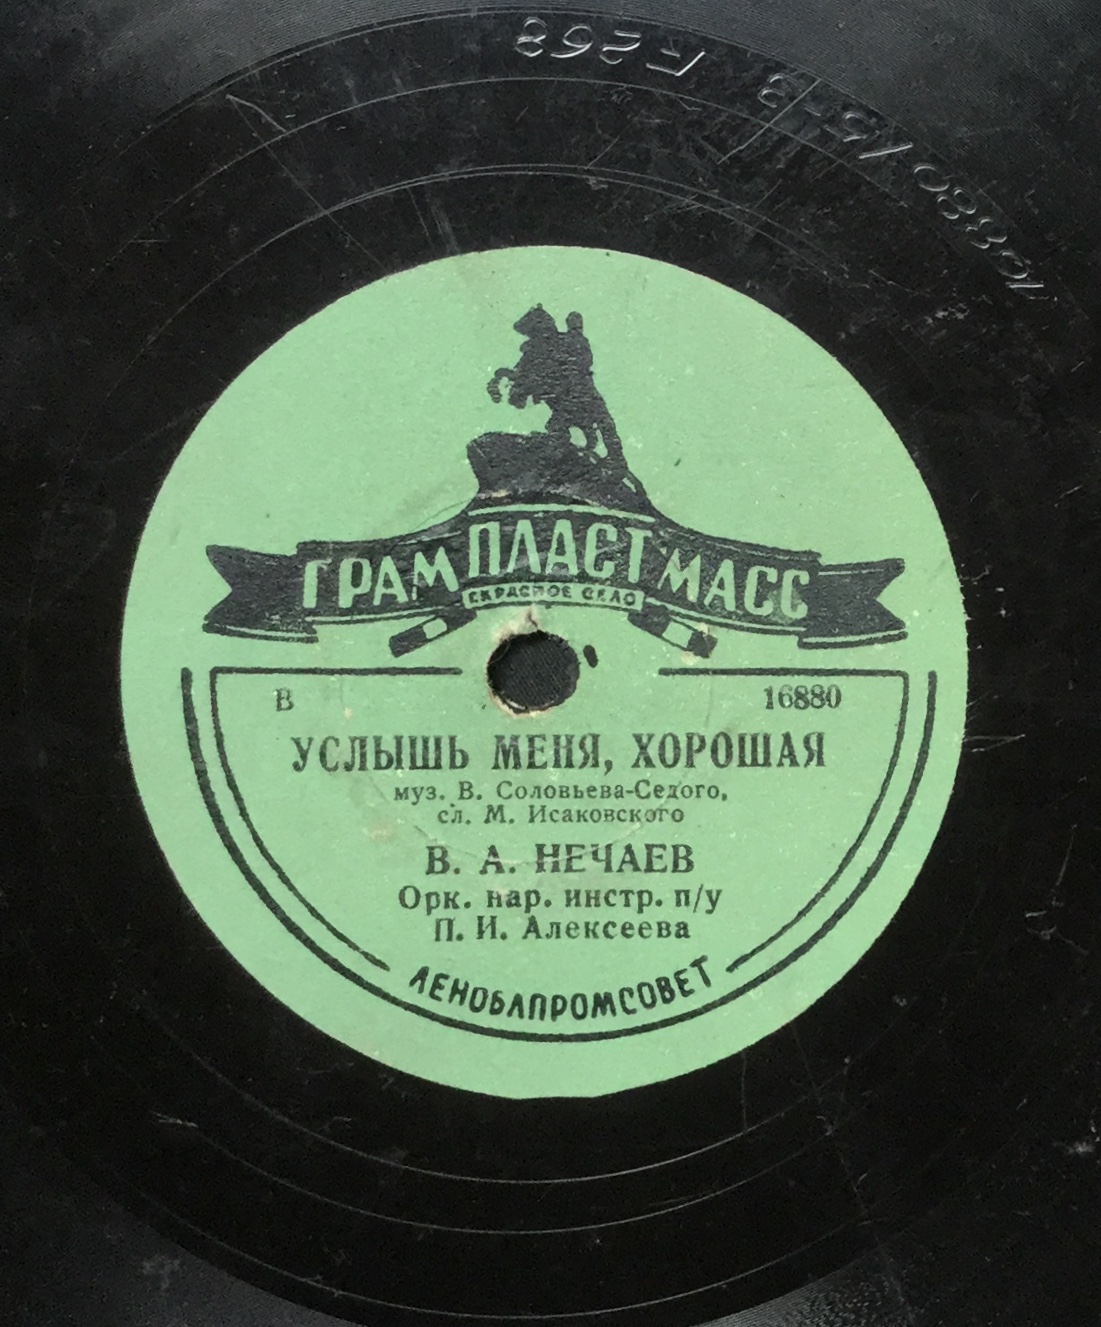 ГРАМПЛАСТМАСС
КРАСНОЕ СЕЛО
В 16880
УСЛЫШЬ МЕНЯ, ХОРОШАЯ
муз. В. Соловьева-Седого,
сл. М. Исаковского
В. А. НЕЧАЕВ
Орк. нар. инстр. п/у
П. И. Алексеева
ЛЕНОБЛПРОМСОВЕТ